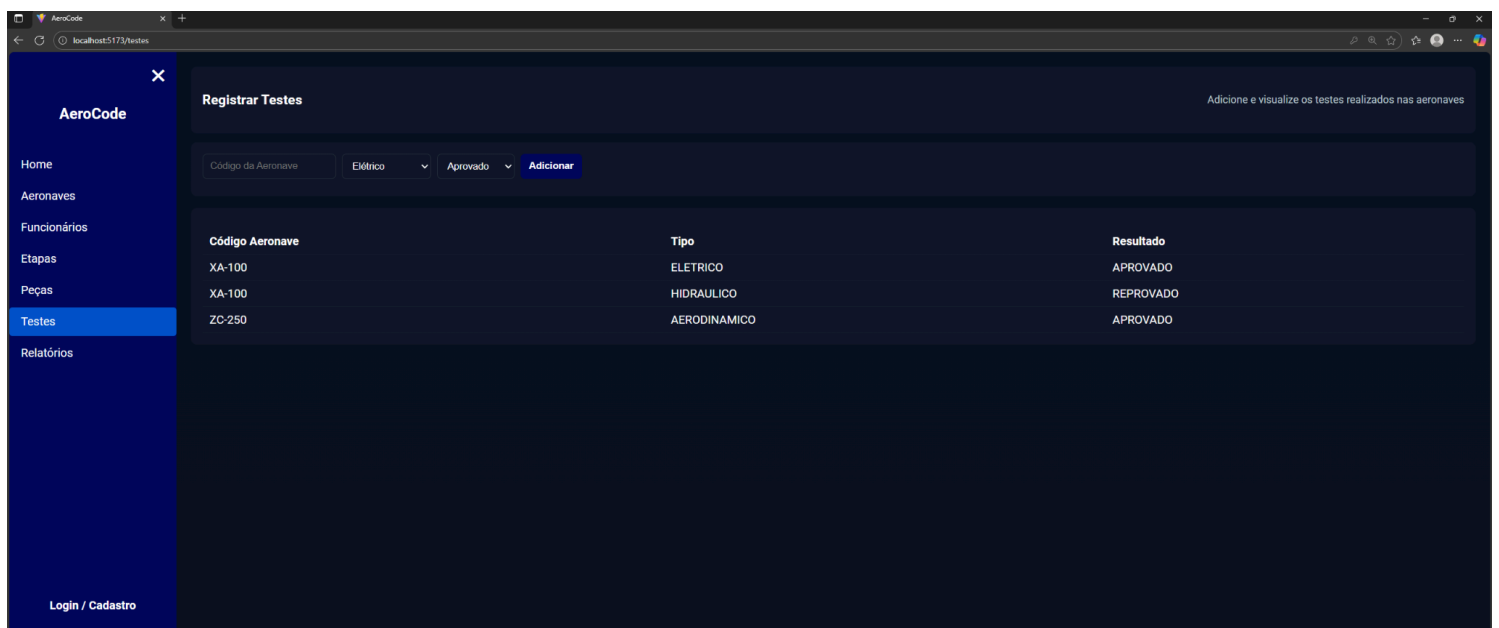 AeroCode
localhost:5173/testes
AeroCode
Home
Aeronaves
Funcionários
Etapas
Peças
Testes
Relatórios
Login / Cadastro
Registrar Testes
Adicione e visualize os testes realizados nas aeronaves
Código da Aeronave Elétrico Aprovado Adicionar
Código Aeronave Tipo Resultado
XA-100 ELETRICO APROVADO
XA-100 HIDRAULICO REPROVADO
ZC-250 AERODINAMICO APROVADO